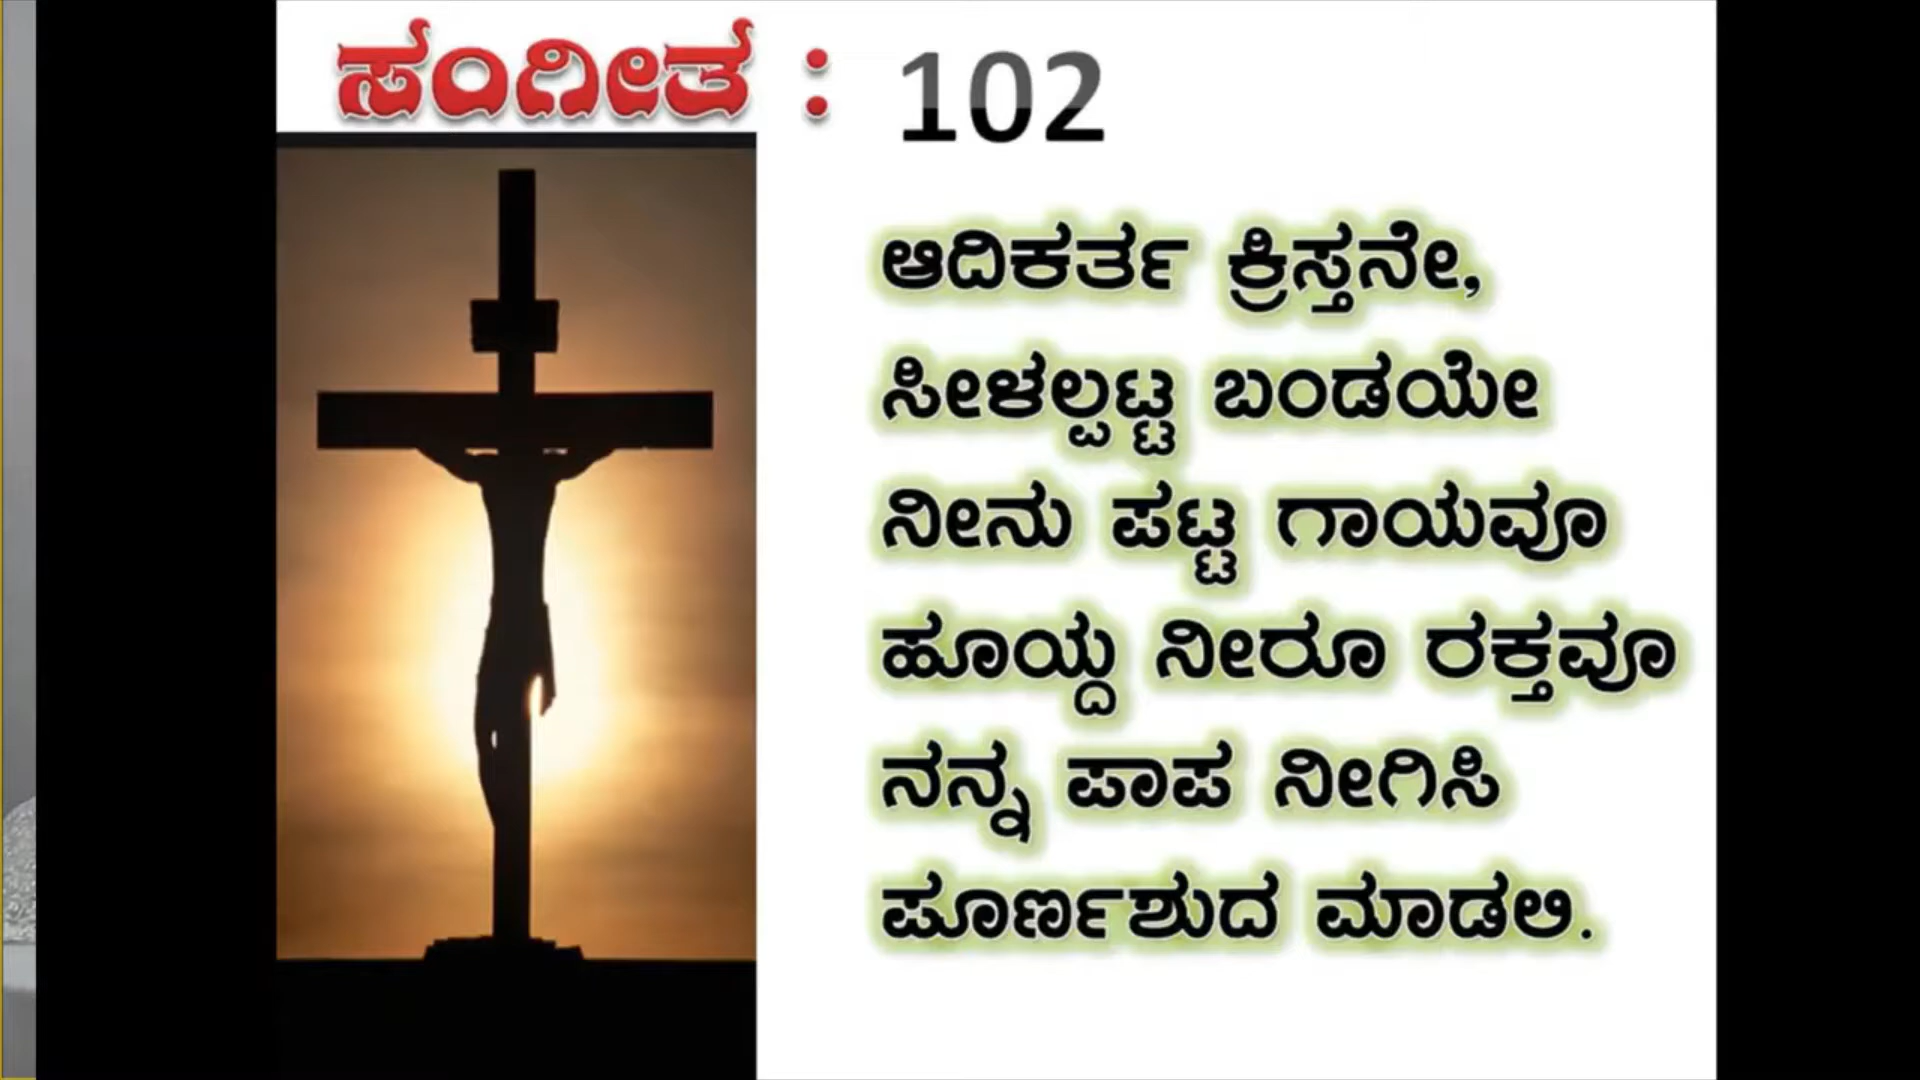 ಸಂಗೀತ : 102
ಆದಿಕರ್ತ ಕ್ರಿಸ್ತನೇ,
ಸೀಳಲ್ಪಟ್ಟ ಬಂಡಯೇ
ನೀನು ಪಟ್ಟ ಗಾಯವೂ
ಹೂಯ್ದ ನೀರೂ ರಕ್ತವೂ
ನನ್ನ ಪಾಪ ನೀಗಿಸಿ
ಪೂರ್ಣಶುದ ಮಾಡಲಿ.